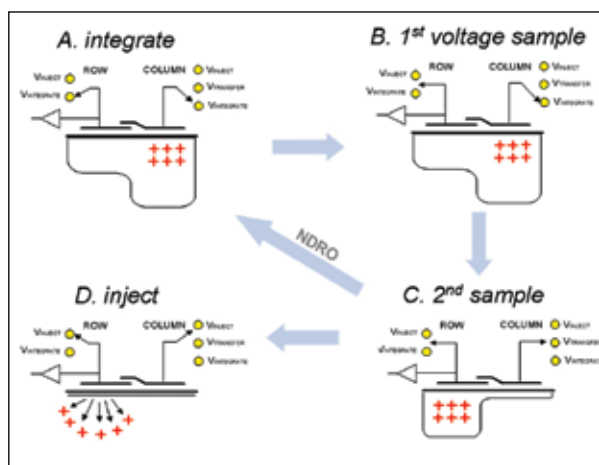 A. integrate
ROW
COLUMN
VINJECT
VINTEGRATE
VINJECT
VTRANSFER
VINTEGRATE
B. 1st voltage sample
ROW
COLUMN
VINJECT
VINTEGRATE
VINJECT
VTRANSFER
VINTEGRATE
NDRO
D. inject
ROW
COLUMN
VINJECT
VINTEGRATE
VINJECT
VTRANSFER
VINTEGRATE
C. 2nd sample
ROW
COLUMN
VINJECT
VINTEGRATE
VINJECT
VTRANSFER
VINTEGRATE